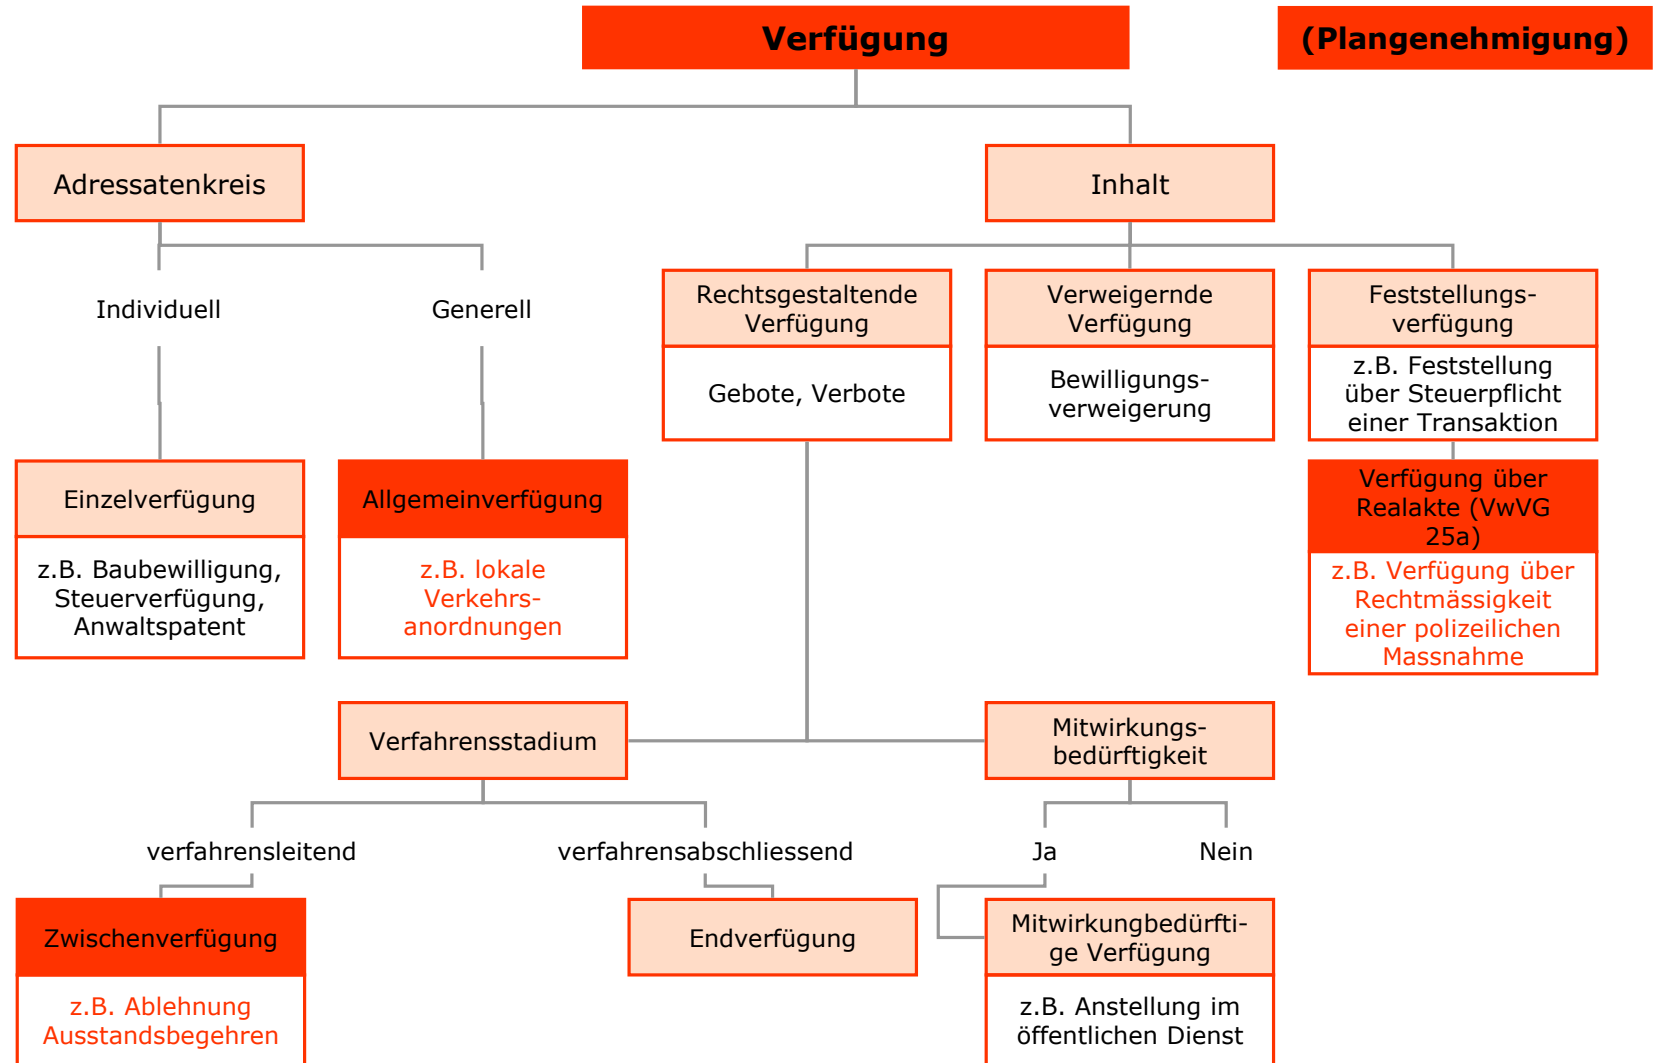 Verfügung
(Plangenehmigung)
Adressatenkreis
Inhalt
Individuell
Generell
Rechtsgestaltende
Verfügung
Gebote, Verbote
Verweigernde
Verfügung
Bewilligungs-
verweigerung
Feststellungs-
verfügung
z.B. Feststellung
über Steuerpflicht
einer Transaktion
Einzelverfügung
z.B. Baubewilligung,
Steuerverfügung,
Anwaltspatent
Allgemeinverfügung
z.B. lokale
Verkehrs-
anordnungen
Verfügung über
Realakte (VwVG
25a)
z.B. Verfügung über
Rechtmässigkeit
einer polizeilichen
Massnahme
Verfahrensstadium
Mitwirkungs-
bedürftigkeit
verfahrensleitend
verfahrensabschliessend
Ja
Nein
Zwischenverfügung
z.B. Ablehnung
Ausstandsbegehren
Endverfügung
Mitwirkungbedürfti-
ge Verfügung
z.B. Anstellung im
öffentlichen Dienst